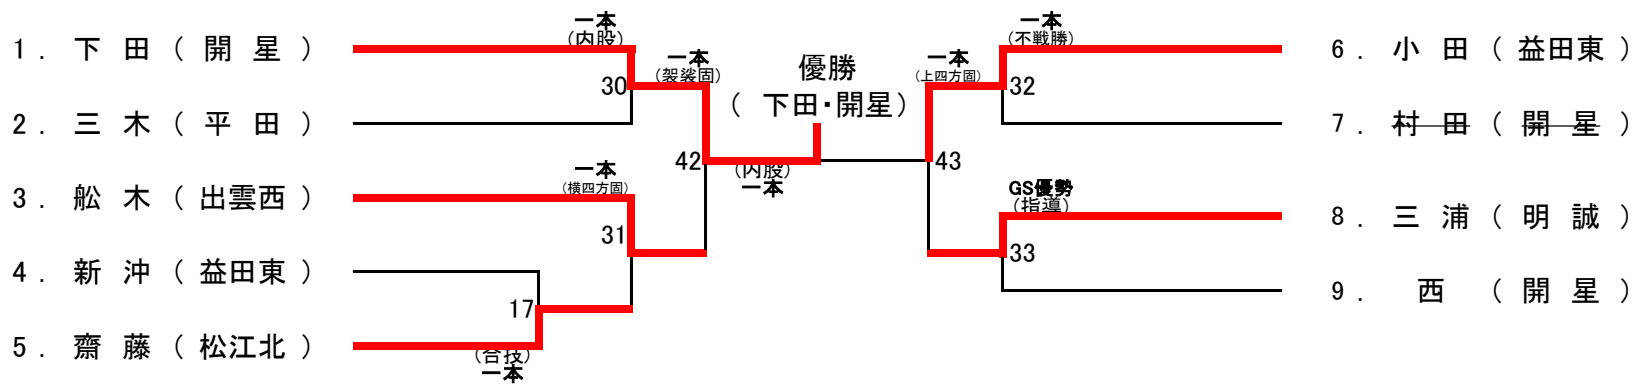 1. 下 田 ( 開 星 )
2. 三 木 ( 平 田 )
3. 舩 木 ( 出雲西 )
4. 新 沖 ( 益田東 )
5. 齋 藤 ( 松江北 )
一本
(内股)
30
一本
(横四方固)
31
17
(合技)
一本
一本
(袈裟固)
42
優勝
( 下田・開星)
(内股)
一本
一本
(上四方固)
43
一本
(不戦勝)
32
GS優勢
(指導)
33
6. 小 田 ( 益田東 )
7. 村 田 ( 開 星 )
8. 三 浦 ( 明 誠 )
9. 西 ( 開 星 )